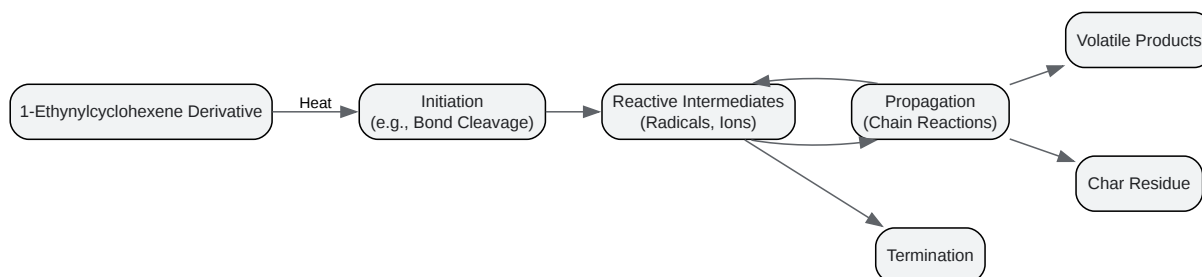 1-Ethynylcyclohexene Derivative
Heat
Initiation
(e.g., Bond Cleavage)
Reactive Intermediates
(Radicals, Ions)
Propagation
(Chain Reactions)
Volatile Products
Char Residue
Termination